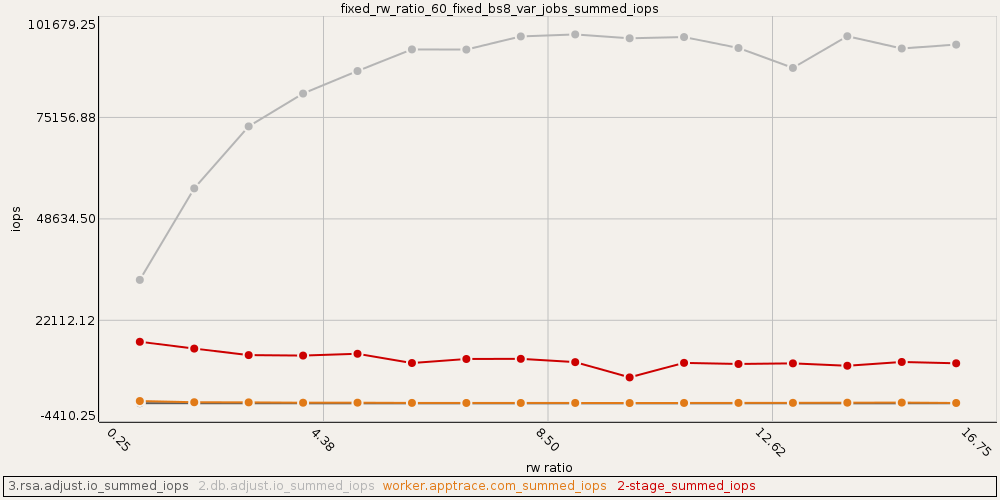 fixed_rw_ratio_60_fixed_bs8_var_jobs_summed_iops
101679.25
75156.88
48634.50
22112.12
-4410.25
iops
0.25
4.38
8.50
12.62
16.75
rw ratio
3.rsa.adjust.io_summed_iops 2.db.adjust.io_summed_iops worker.apptrace.com_summed_iops 2-stage_summed_iops